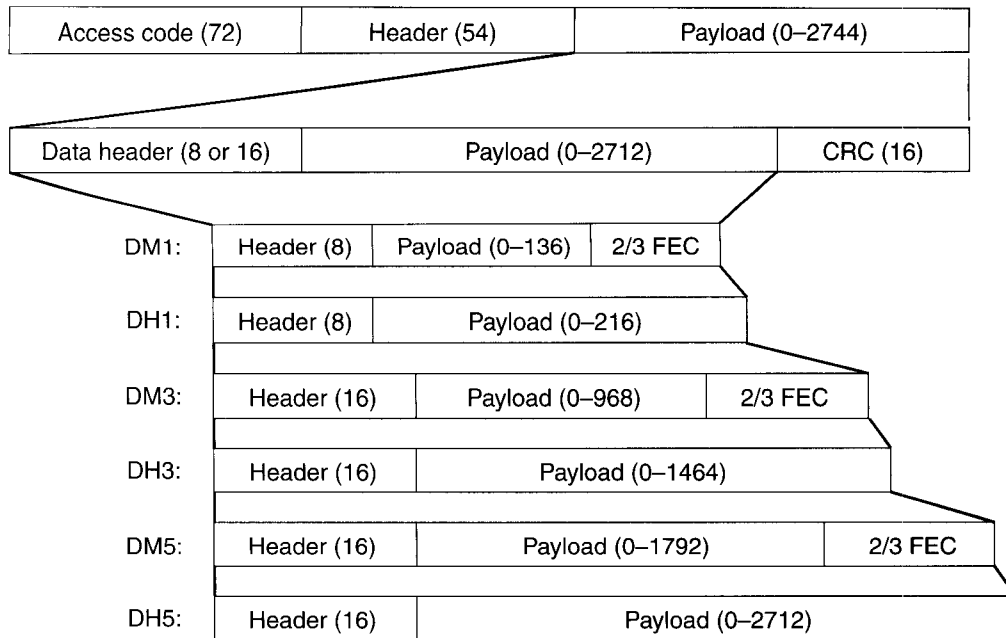 Access code (72) Header (54) Payload (0–2744)
Data header (8 or 16) Payload (0–2712) CRC (16)
DM1: Header (8) Payload (0–136) 2/3 FEC
DH1: Header (8) Payload (0–216)
DM3: Header (16) Payload (0–968) 2/3 FEC
DH3: Header (16) Payload (0–1464)
DM5: Header (16) Payload (0–1792) 2/3 FEC
DH5: Header (16) Payload (0–2712)